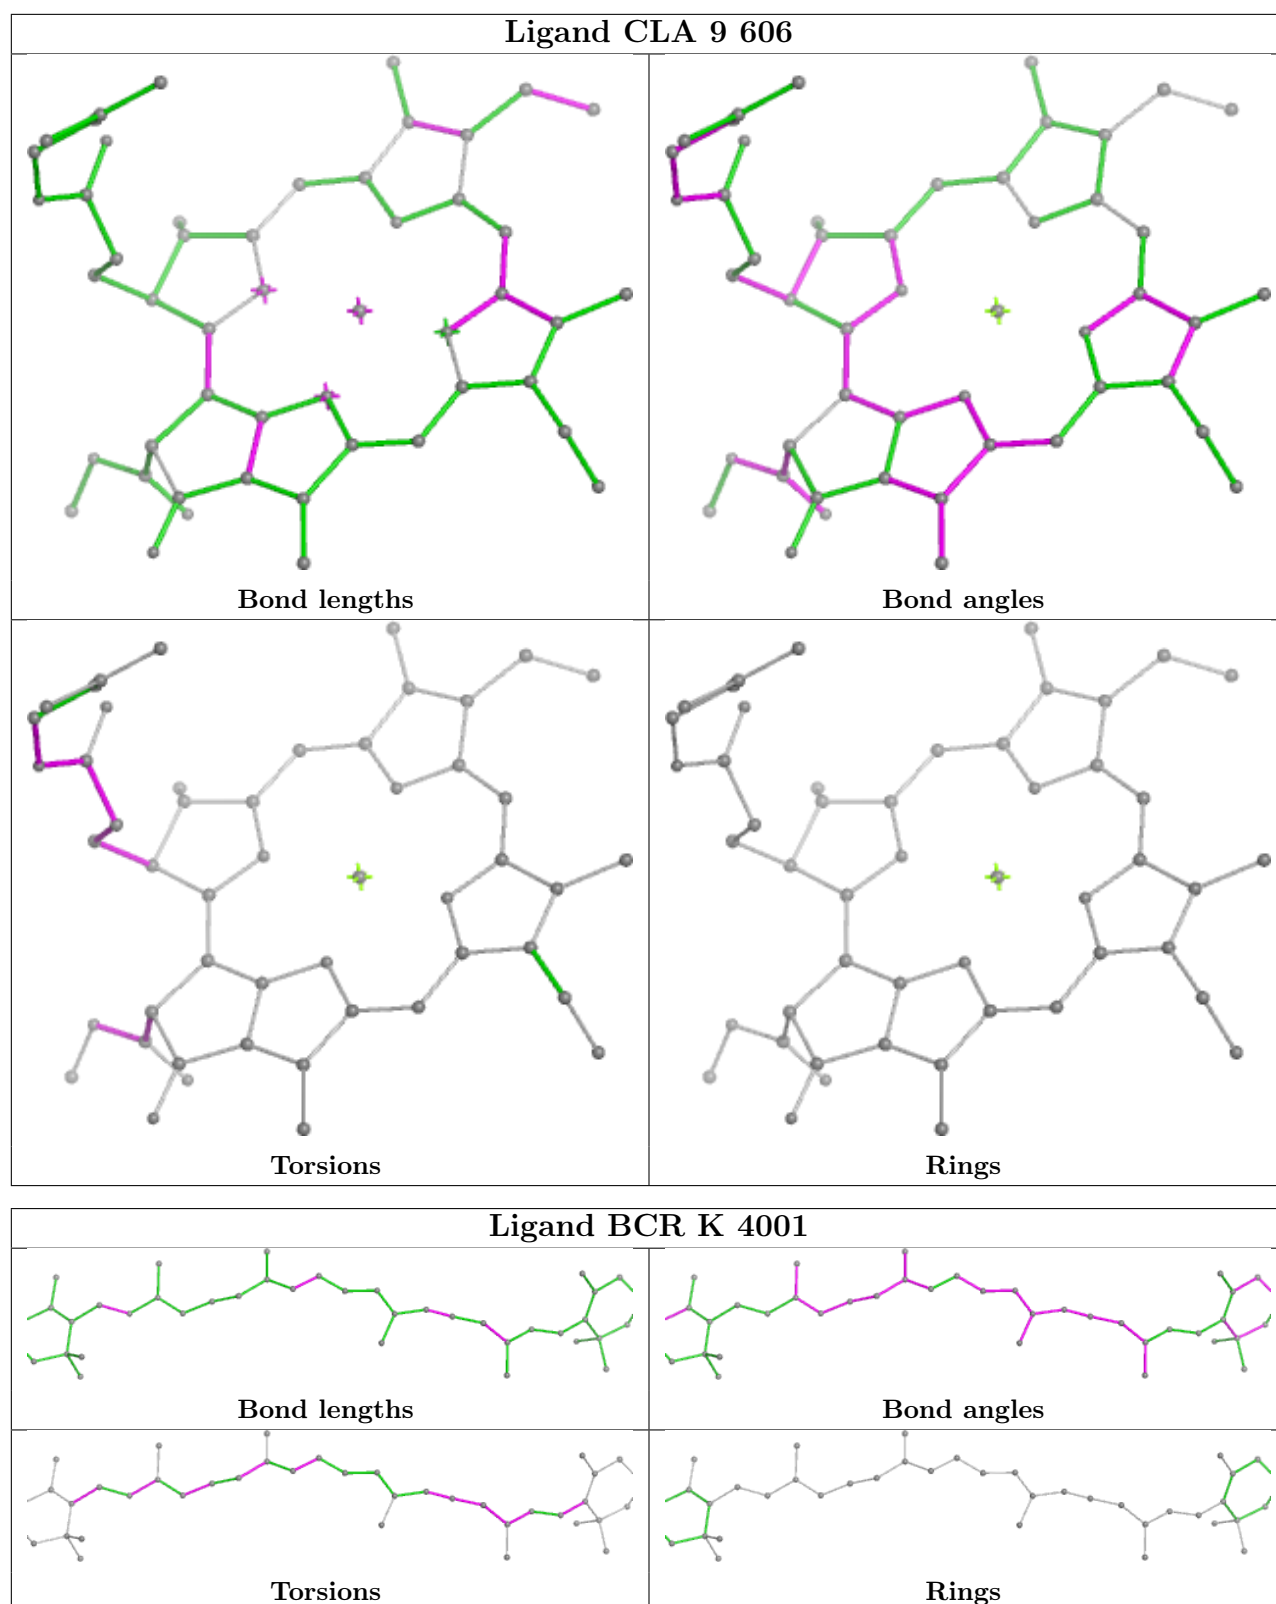 Ligand CLA 9 606
Bond lengths
Bond angles
Torsions
Rings
Ligand BCR K 4001
Bond lengths
Bond angles
Torsions
Rings